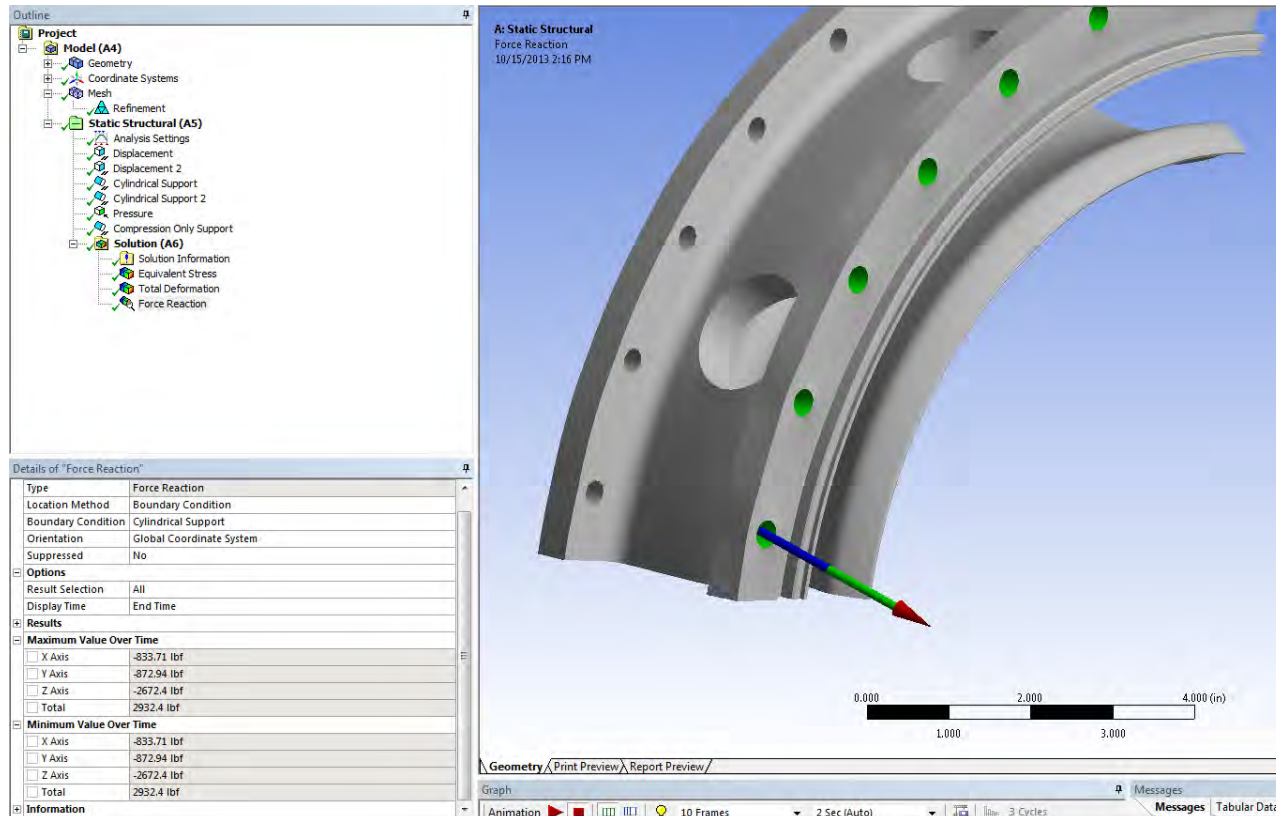 Outline
Project
Model (A4)
Geometry
Coordinate Systems
Mesh
Refinement
Static Structural (A5)
Analysis Settings
Displacement
Displacement 2
Cylindrical Support
Cylindrical Support 2
Pressure
Compression Only Support
Solution (A6)
Solution Information
Equivalent Stress
Total Deformation
Force Reaction
Details of "Force Reaction"
Type Force Reaction
Location Method Boundary Condition
Boundary Condition Cylindrical Support
Orientation Global Coordinate System
Suppressed No
Options
Result Selection All
Display Time End Time
Results
Maximum Value Over Time
X Axis -833.71 lbf
Y Axis -872.94 lbf
Z Axis -2672.4 lbf
Total 2932.4 lbf
Minimum Value Over Time
X Axis -833.71 lbf
Y Axis -872.94 lbf
Z Axis -2672.4 lbf
Total 2932.4 lbf
Information
A: Static Structural
Force Reaction
10/15/2013 2:16 PM
0.000 2.000 4.000 (in)
1.000 3.000
Geometry Print Preview Report Preview
Graph
Animation 10 Frames 2 Sec (Auto) 3 Cycles
Messages
Messages Tabular Data